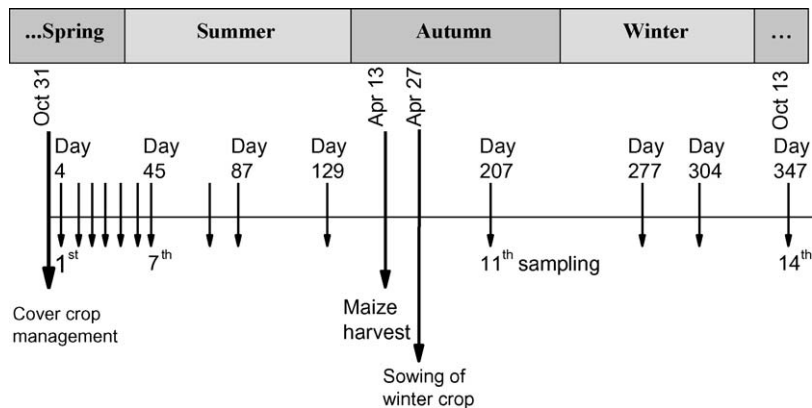 ...Spring Summer Autumn Winter ...
Oct 31 Apr 13 Apr 27 Oct 13
Day Day Day Day Day Day Day Day
4 45 87 129 207 277 304 347
1st 7th 11th sampling 14th
Cover crop
management
Maize
harvest
Sowing of
winter crop